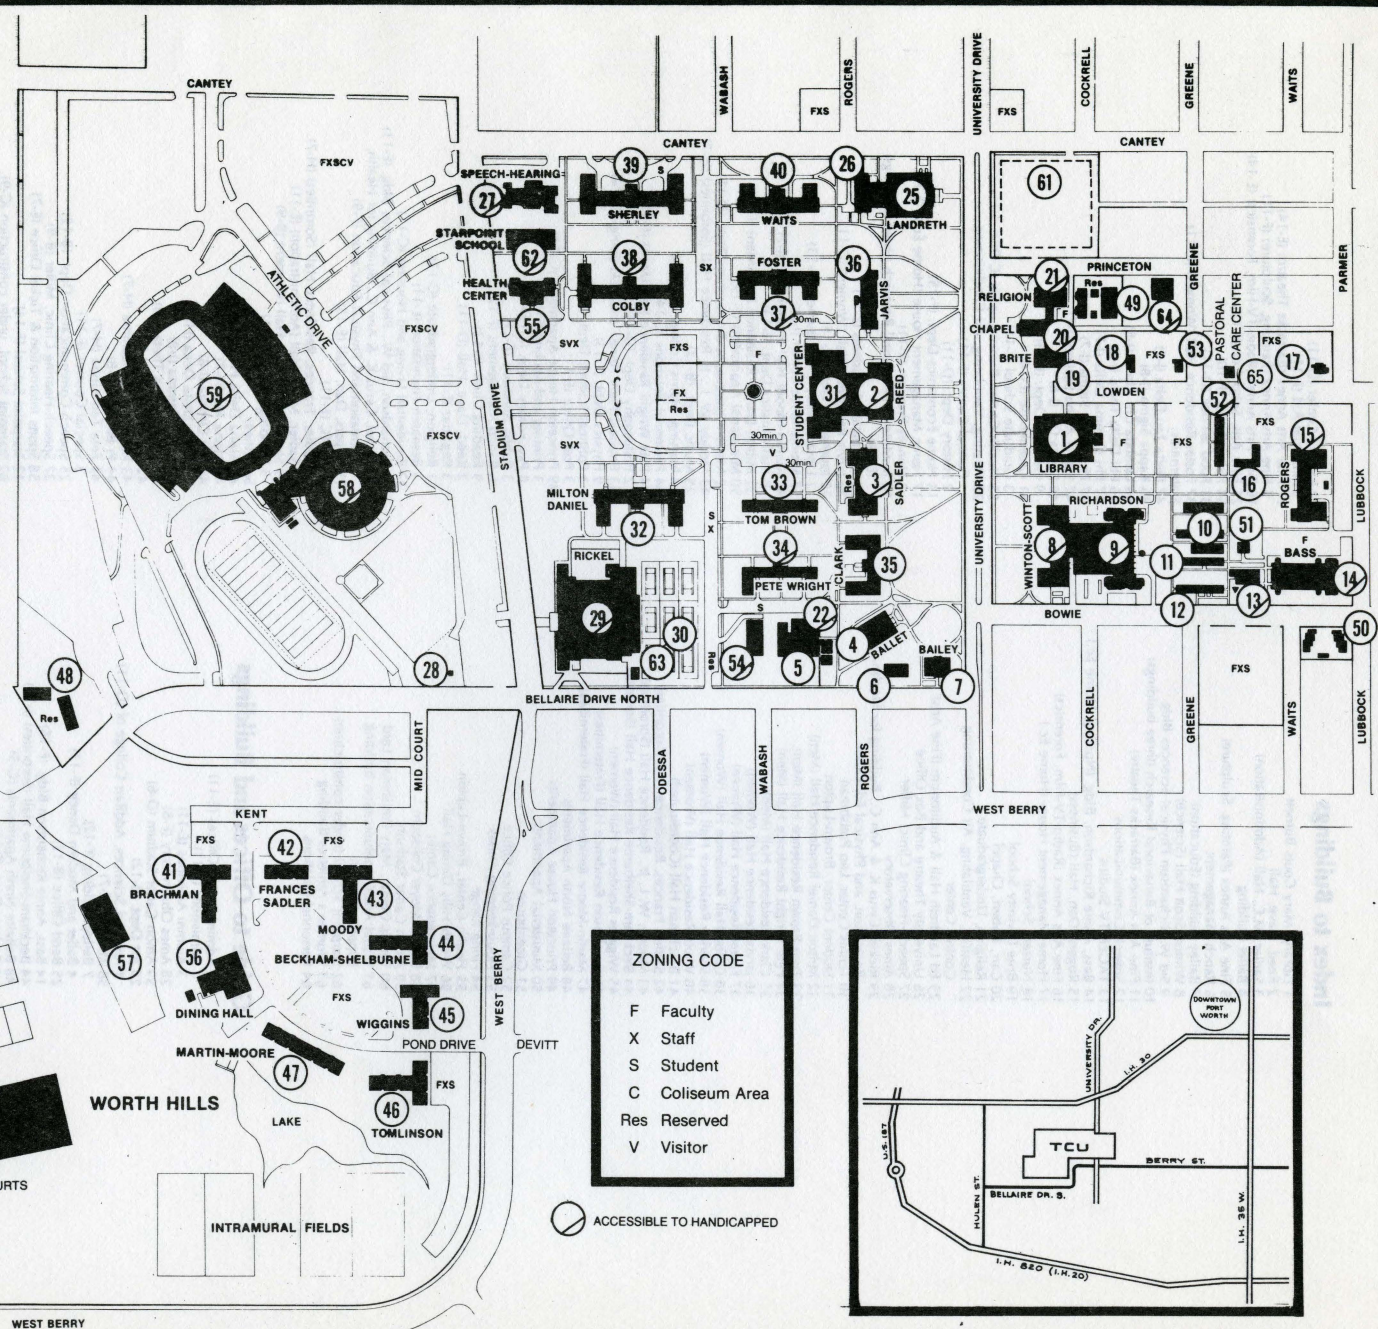 CANTEY
WABASH
ROGERS
UNIVERSITY DRIVE
COCKRELL
GREENE
WAITS
FXS
FXS
CANTEY
CANTEY
FXSCV
SPEECH-HEARING
39
S
40
26
25
61
27
SHERLEY
WAITS
LANDRETH
STARPOINT
SCHOOL
62
38
SX
FOSTER
36
JARVIS
PRINCETON
GREENE
PARMER
HEALTH
CENTER
COLBY
37
30min.
RELIGION
21
Res
49
64
PASTORAL
CARE CENTER
ATHLETIC DRIVE
FXSCV
55
SVX
FXS
F
CHAPEL
F
20
18
FXS
53
FXS
17
BRITE
19
65
LOWDEN
59
STADIUM DRIVE
FX
Res
STUDENT CENTER
31
2
REED
52
FXSCV
SVX
30min.
V
30min.
1
F
FXS
FXS
15
LIBRARY
58
MILTON
DANIEL
32
33
TOM BROWN
Res
3
SADLER
UNIVERSITY DRIVE
16
ROGERS
LUBBOCK
RICHARDSON
S
X
WINTON-SCOTT
8
9
10
51
F
BASS
RICKEL
34
PETE WRIGHT
CLARK
35
11
14
29
30
S
22
12
13
BOWIE
4
BALLET
BAILEY
50
48
Res
28
63
Res
54
5
6
7
FXS
BELLAIRE DRIVE NORTH
MID COURT
ODESSA
WABASH
ROGERS
COCKRELL
GREENE
WAITS
LUBBOCK
WEST BERRY
KENT
FXS
42
FXS
41
BRACHMAN
FRANCES
SADLER
43
MOODY
57
56
BECKHAM-SHELBURNE
44
DINING HALL
FXS
WIGGINS
45
WEST BERRY
MARTIN-MOORE
47
POND DRIVE
DEVITT
FXS
WORTH HILLS
LAKE
46
TOMLINSON
URTS
INTRAMURAL FIELDS
WEST BERRY
ZONING CODE
F Faculty
X Staff
S Student
C Coliseum Area
Res Reserved
V Visitor
ACCESSIBLE TO HANDICAPPED
DOWNTOWN
FORT
WORTH
UNIVERSITY DR.
I.H. 30
U.S. 187
TCU
BERRY ST.
HULEN ST.
BELLAIRE DR. S.
I.H. 35 W.
I.H. 820 (I.H.20)